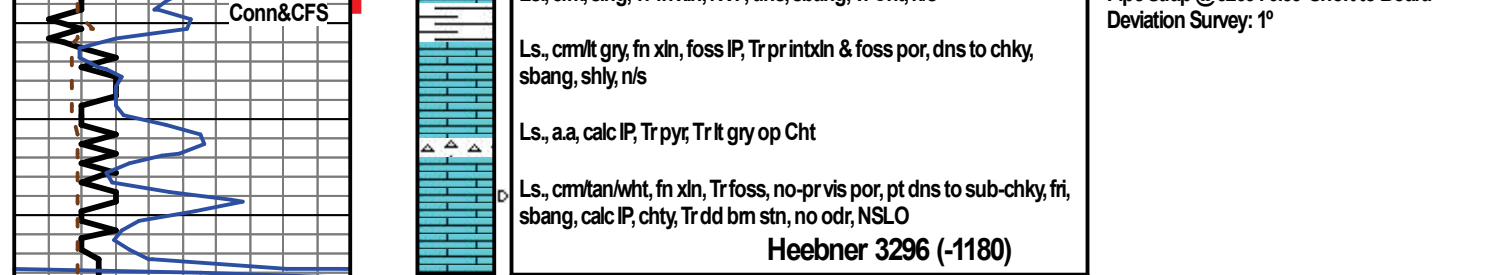 Conn&CFS
Deviation Survey: 1º
Ls., crm/lt gry, fn xln, foss IP, Tr pr intxln & foss por, dns to chky,
sbang, shly, n/s
Ls., a.a, calc IP, Tr pyr, Tr lt gry op Cht
D
Ls., crm/tan/wht, fn xln, Tr foss, no-pr vis por, pt dns to sub-chky, fri,
sbang, calc IP, chty, Tr dd brn stn, no odr, NSLO
Heebner 3296 (-1180)